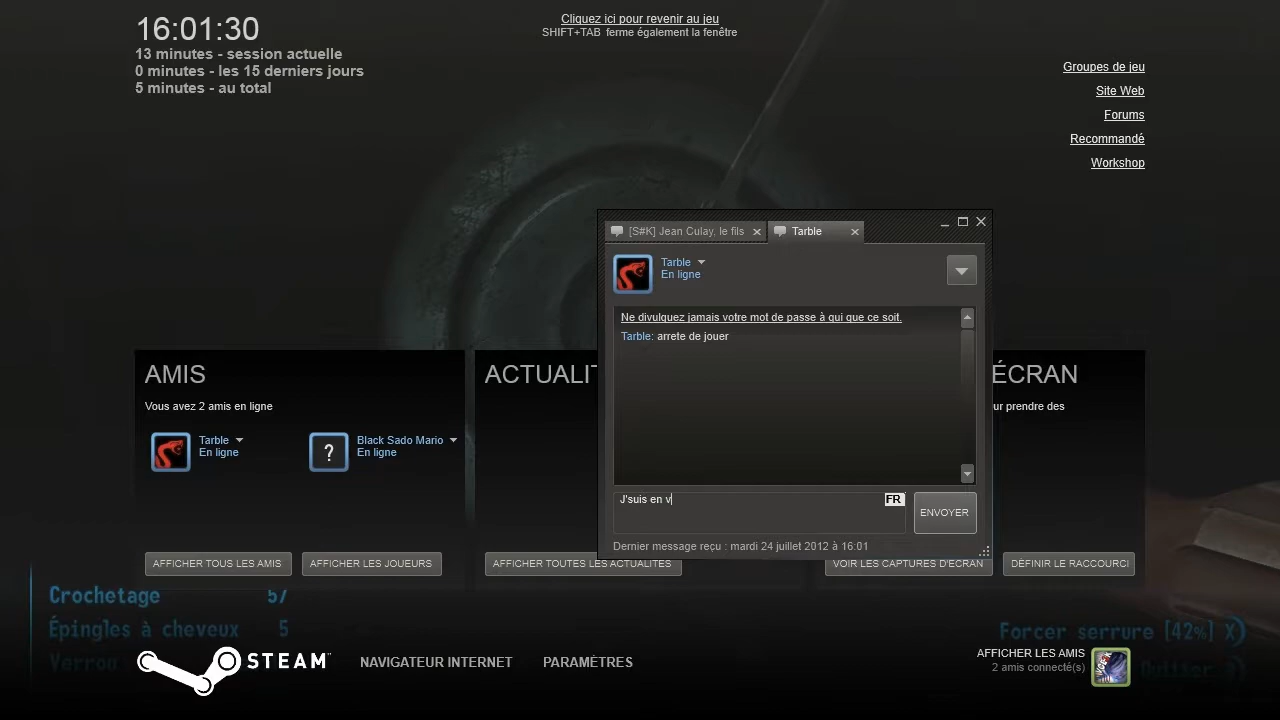 16:01:30
13 minutes - session actuelle
0 minutes - les 15 derniers jours
5 minutes - au total
Cliquez ici pour revenir au jeu
SHIFT+TAB ferme également la fenêtre
Groupes de jeu
Site Web
Forums
Recommandé
Workshop
[S#K] Jean Culay, le fils
Tarble
Tarble
En ligne
Ne divulguez jamais votre mot de passe à qui que ce soit.
Tarble: arrete de jouer
J'suis en v
FR
ENVOYER
Dernier message reçu : mardi 24 juillet 2012 à 16:01
AMIS
Vous avez 2 amis en ligne
Tarble
En ligne
?
Black Sado Mario
En ligne
AFFICHER TOUS LES AMIS
AFFICHER LES JOUEURS
ACTUALIT
AFFICHER TOUTES LES ACTUALITÉS
ÉCRAN
ur prendre des
VOIR LES CAPTURES D'ÉCRAN
DÉFINIR LE RACCOURCI
Crochetage 57
Épingles à cheveux 5
Verrou
Forcer serrure [42%] X)
Quitter
STEAM™
NAVIGATEUR INTERNET
PARAMÈTRES
AFFICHER LES AMIS
2 amis connecté(s)